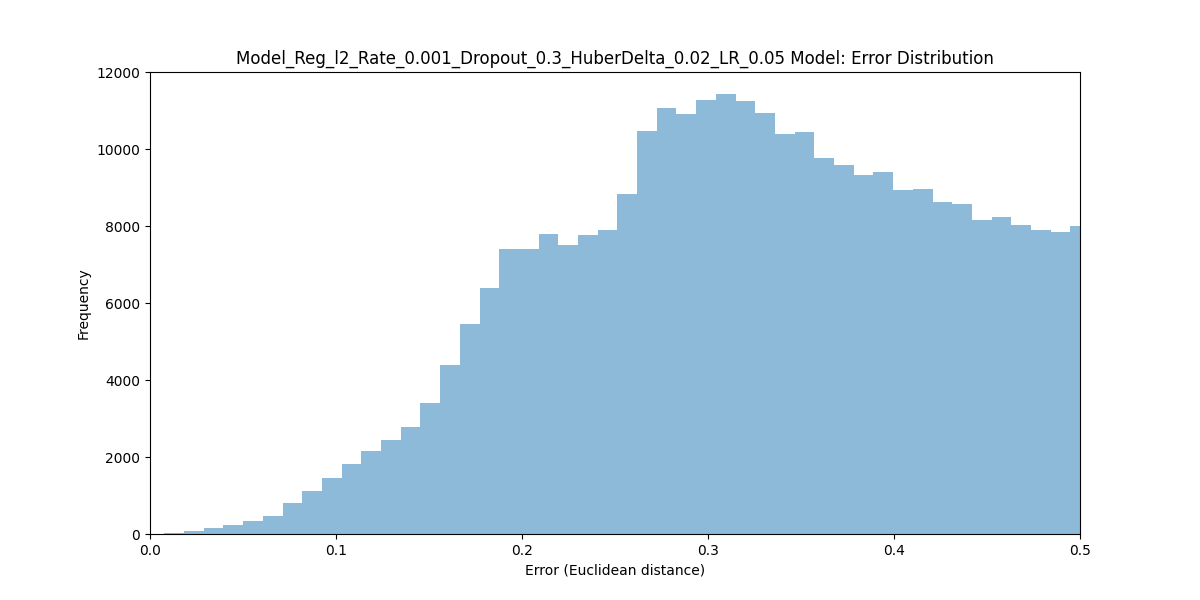 Model_Reg_l2_Rate_0.001_Dropout_0.3_HuberDelta_0.02_LR_0.05 Model: Error Distribution
12000
10000
8000
6000
4000
2000
0
Frequency
0.0 0.1 0.2 0.3 0.4 0.5
Error (Euclidean distance)